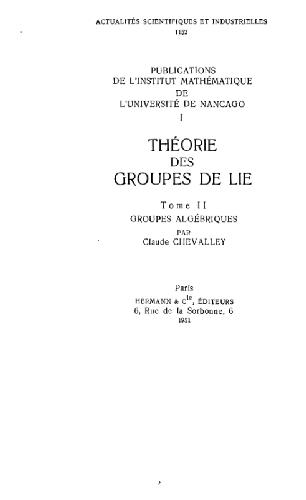 ACTUALITÉS SCIENTIFIQUES ET INDUSTRIELLES
1152
PUBLICATIONS
DE L'INSTITUT MATHÉMATIQUE
DE
L'UNIVERSITÉ DE NANCAGO
I
THÉORIE
DES
GROUPES DE LIE
Tome II
GROUPES ALGÉBRIQUES
PAR
Claude CHEVALLEY
Paris
HERMANN & Cie, ÉDITEURS
6, Rue de la Sorbonne, 6
1951